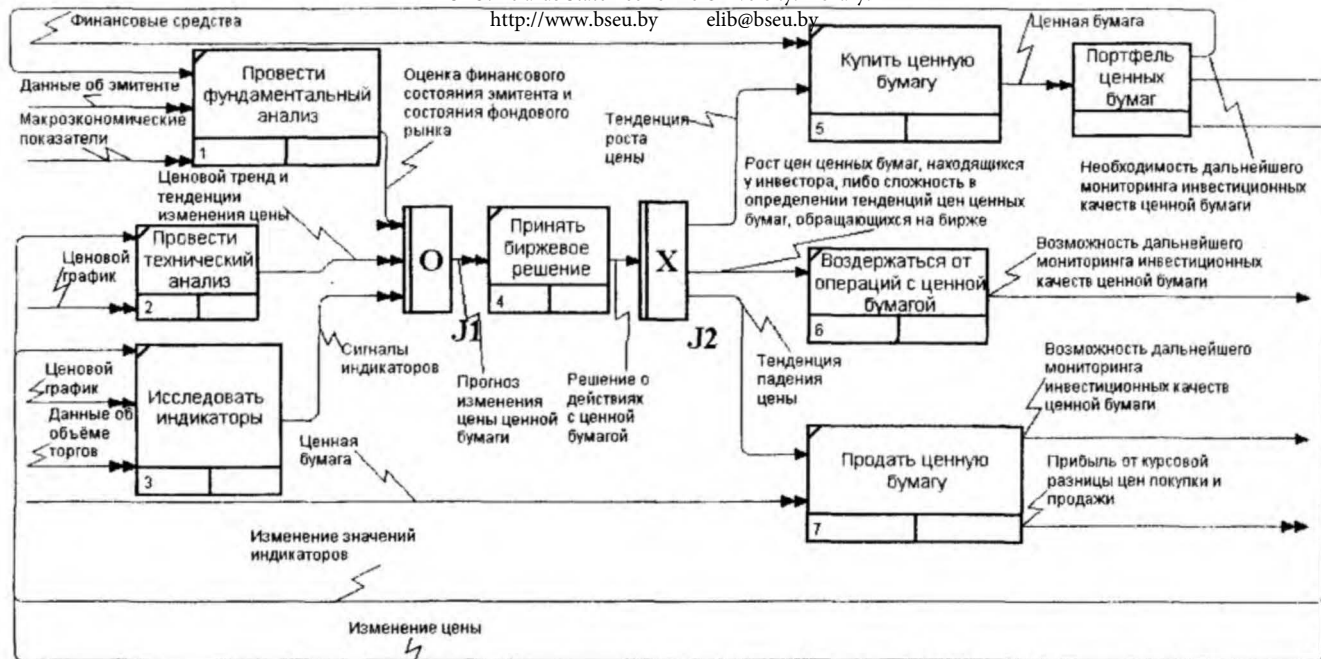 http://www.bseu.by elib@bseu.by
Финансовые средства
Ценная бумага
Провести
фундаментальный
анализ
1
Данные об эмитенте
Макроэкономические
показатели
Оценка финансового
состояния эмитента и
состояния фондового
рынка
Тенденция
роста
цены
Купить ценную
бумагу
5
Портфель
ценных
бумаг
Необходимость дальнейшего
мониторинга инвестиционных
качеств ценной бумаги
Ценовой тренд и
тенденции
изменения цены
Рост цен ценных бумаг, находящихся
у инвестора, либо сложность в
определении тенденций цен ценных
бумаг, обращающихся на бирже
Ценовой
график
Провести
технический
анализ
2
O
J1
Принять
биржевое
решение
4
X
J2
Воздержаться от
операций с ценной
бумагой
6
Возможность дальнейшего
мониторинга инвестиционных
качеств ценной бумаги
Ценовой
график
Данные об
объёме
торгов
Исследовать
индикаторы
3
Сигналы
индикаторов
Ценная
бумага
Прогноз
изменения
цены ценной
бумаги
Решение о
действиях
с ценной
бумагой
Тенденция
падения
цены
Возможность дальнейшего
мониторинга
инвестиционных качеств
ценной бумаги
Продать ценную
бумагу
7
Прибыль от курсовой
разницы цен покупки и
продажи
Изменение значений
индикаторов
Изменение цены